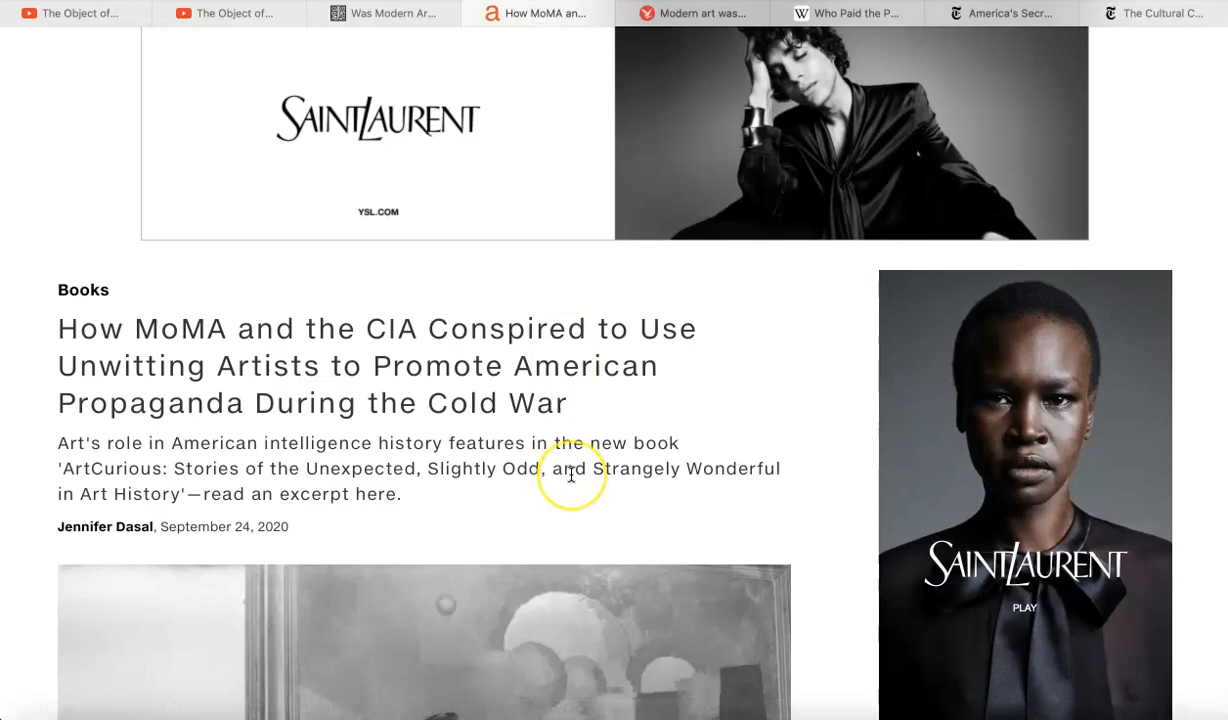 The Object of...
The Object of...
Was Modern Ar...
How MoMA an...
Modern art was...
W Who Paid the P...
America's Secr...
The Cultural C...
SAINT LAURENT
YSL.COM
Books
How MoMA and the CIA Conspired to Use
Unwitting Artists to Promote American
Propaganda During the Cold War
Art's role in American intelligence history features in the new book
'ArtCurious: Stories of the Unexpected, Slightly Odd, and Strangely Wonderful
in Art History'—read an excerpt here.
Jennifer Dasal, September 24, 2020
SAINT LAURENT
PLAY